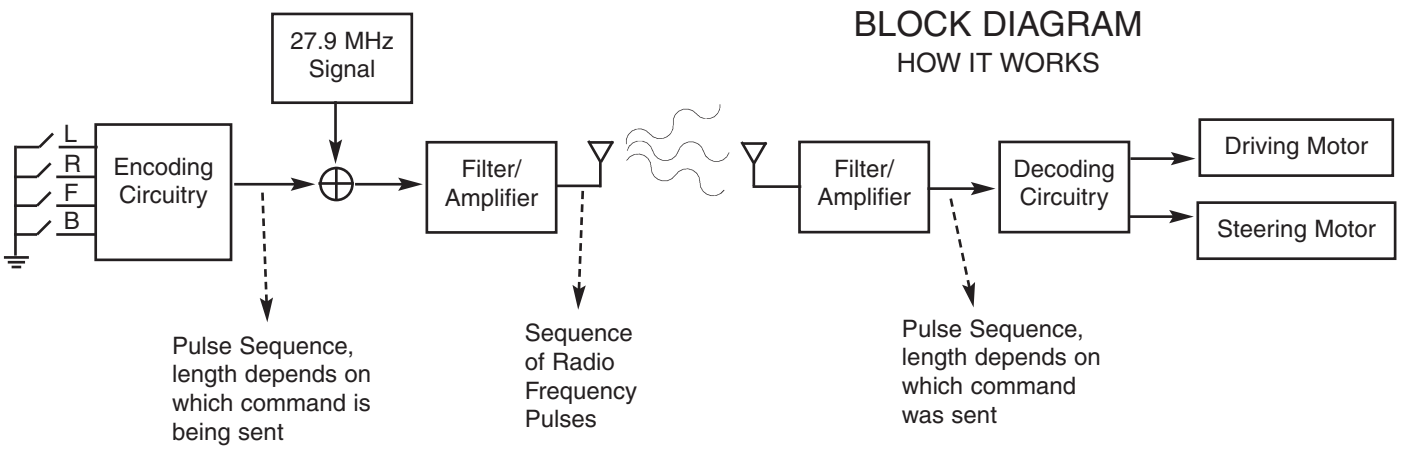 BLOCK DIAGRAM
HOW IT WORKS
27.9 MHz
Signal
L
R
F
B
Encoding
Circuitry
Filter/
Amplifier
Filter/
Amplifier
Decoding
Circuitry
Driving Motor
Steering Motor
Pulse Sequence,
length depends on
which command is
being sent
Sequence
of Radio
Frequency
Pulses
Pulse Sequence,
length depends on
which command
was sent